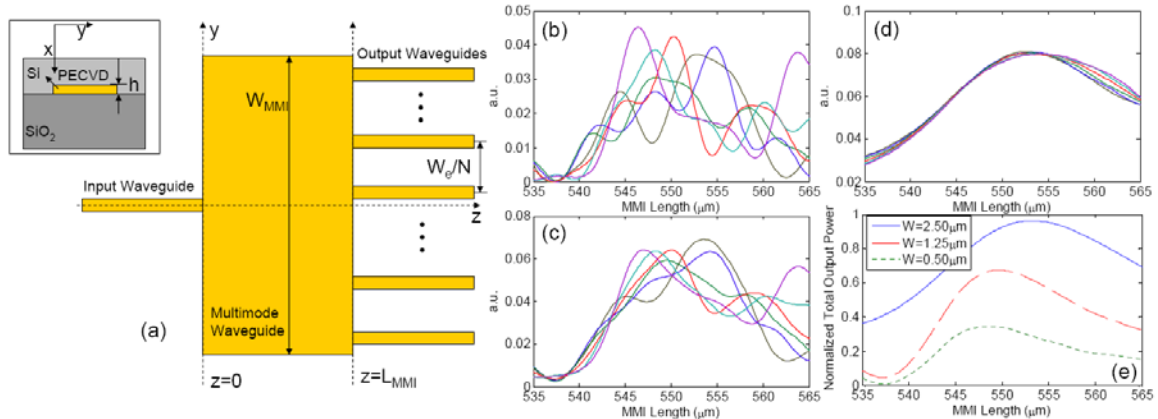 y
x
Si
PECVD
h
SiO₂
y
W_MMI
Input Waveguide
Multimode
Waveguide
z=0
z=L_MMI
Output Waveguides
W_e/N
z
(a)
(b)
0.05
0.04
0.03
0.02
0.01
0
a.u.
535 540 545 550 555 560 565
MMI Length (μm)
(c)
0.08
0.06
0.04
0.02
0
a.u.
535 540 545 550 555 560 565
MMI Length (μm)
(d)
0.1
0.08
0.06
0.04
0.02
a.u.
535 540 545 550 555 560 565
MMI Length (μm)
1
0.8
0.6
0.4
0.2
0
Normalized Total Output Power
W=2.50μm
W=1.25μm
W=0.50μm
(e)
535 540 545 550 555 560 565
MMI Length (μm)